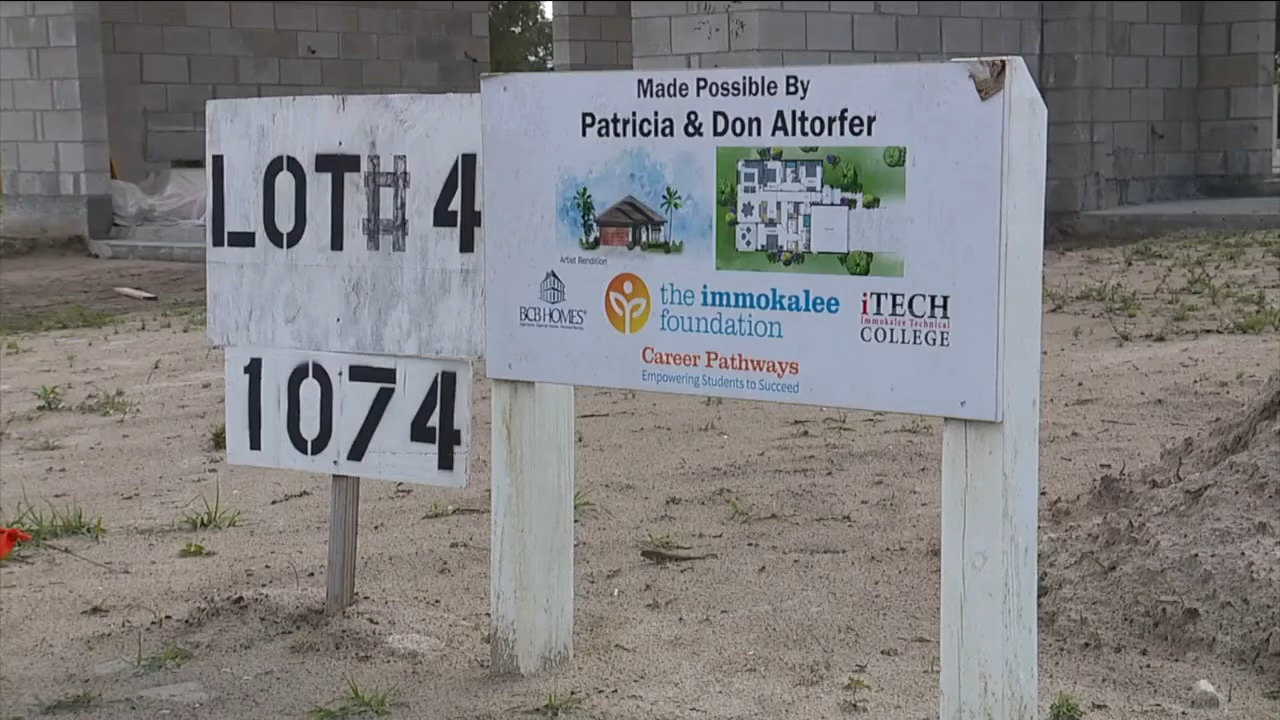 LOT# 4
1074
Made Possible By
Patricia & Don Altorfer
Artist Rendition
BCB HOMES
the immokalee
foundation
iTECH
Immokalee Technical
COLLEGE
Career Pathways
Empowering Students to Succeed